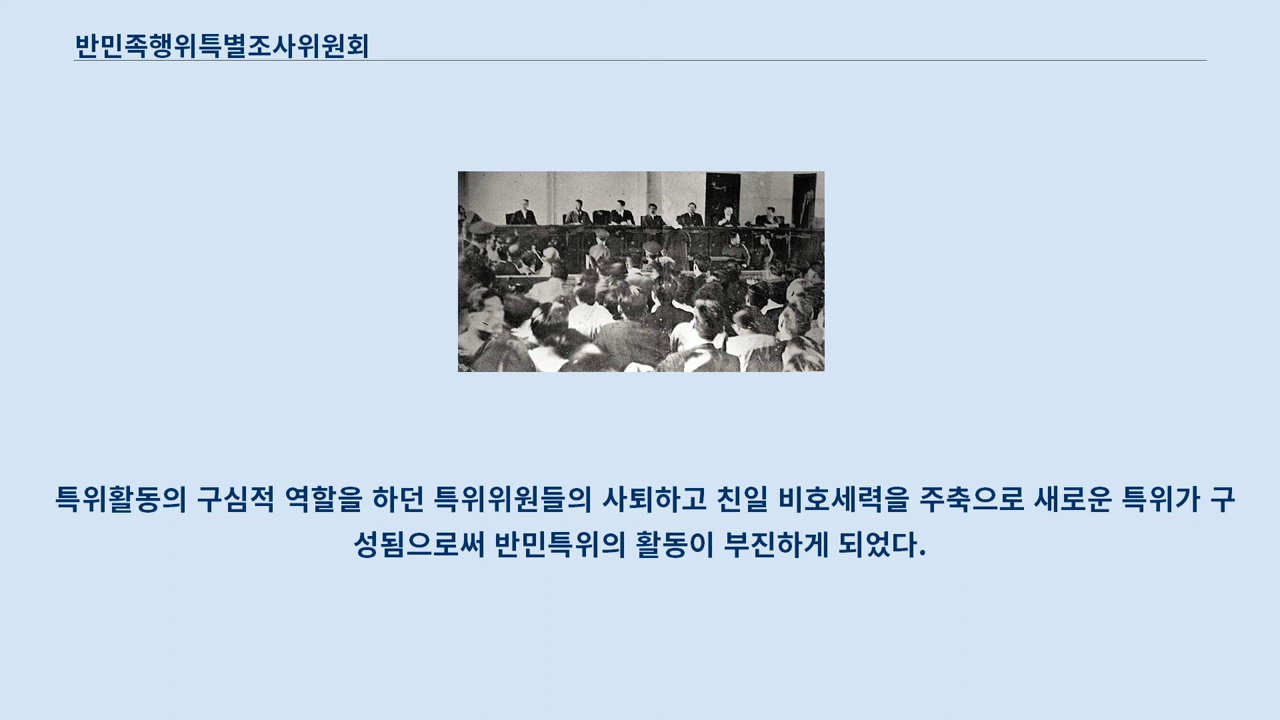 반민족행위특별조사위원회
특위활동의 구심적 역할을 하던 특위위원들의 사퇴하고 친일 비호세력을 주축으로 새로운 특위가 구
성됨으로써 반민특위의 활동이 부진하게 되었다.